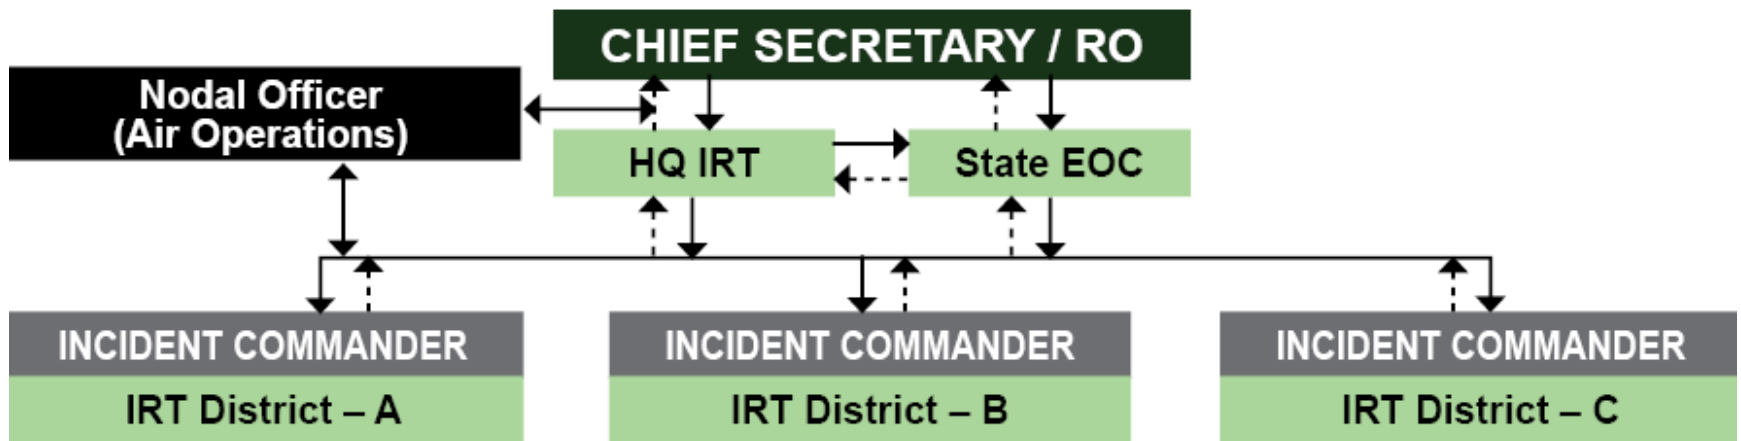 CHIEF SECRETARY / RO
Nodal Officer
(Air Operations)
HQ IRT
State EOC
INCIDENT COMMANDER
IRT District – A
INCIDENT COMMANDER
IRT District – B
INCIDENT COMMANDER
IRT District – C